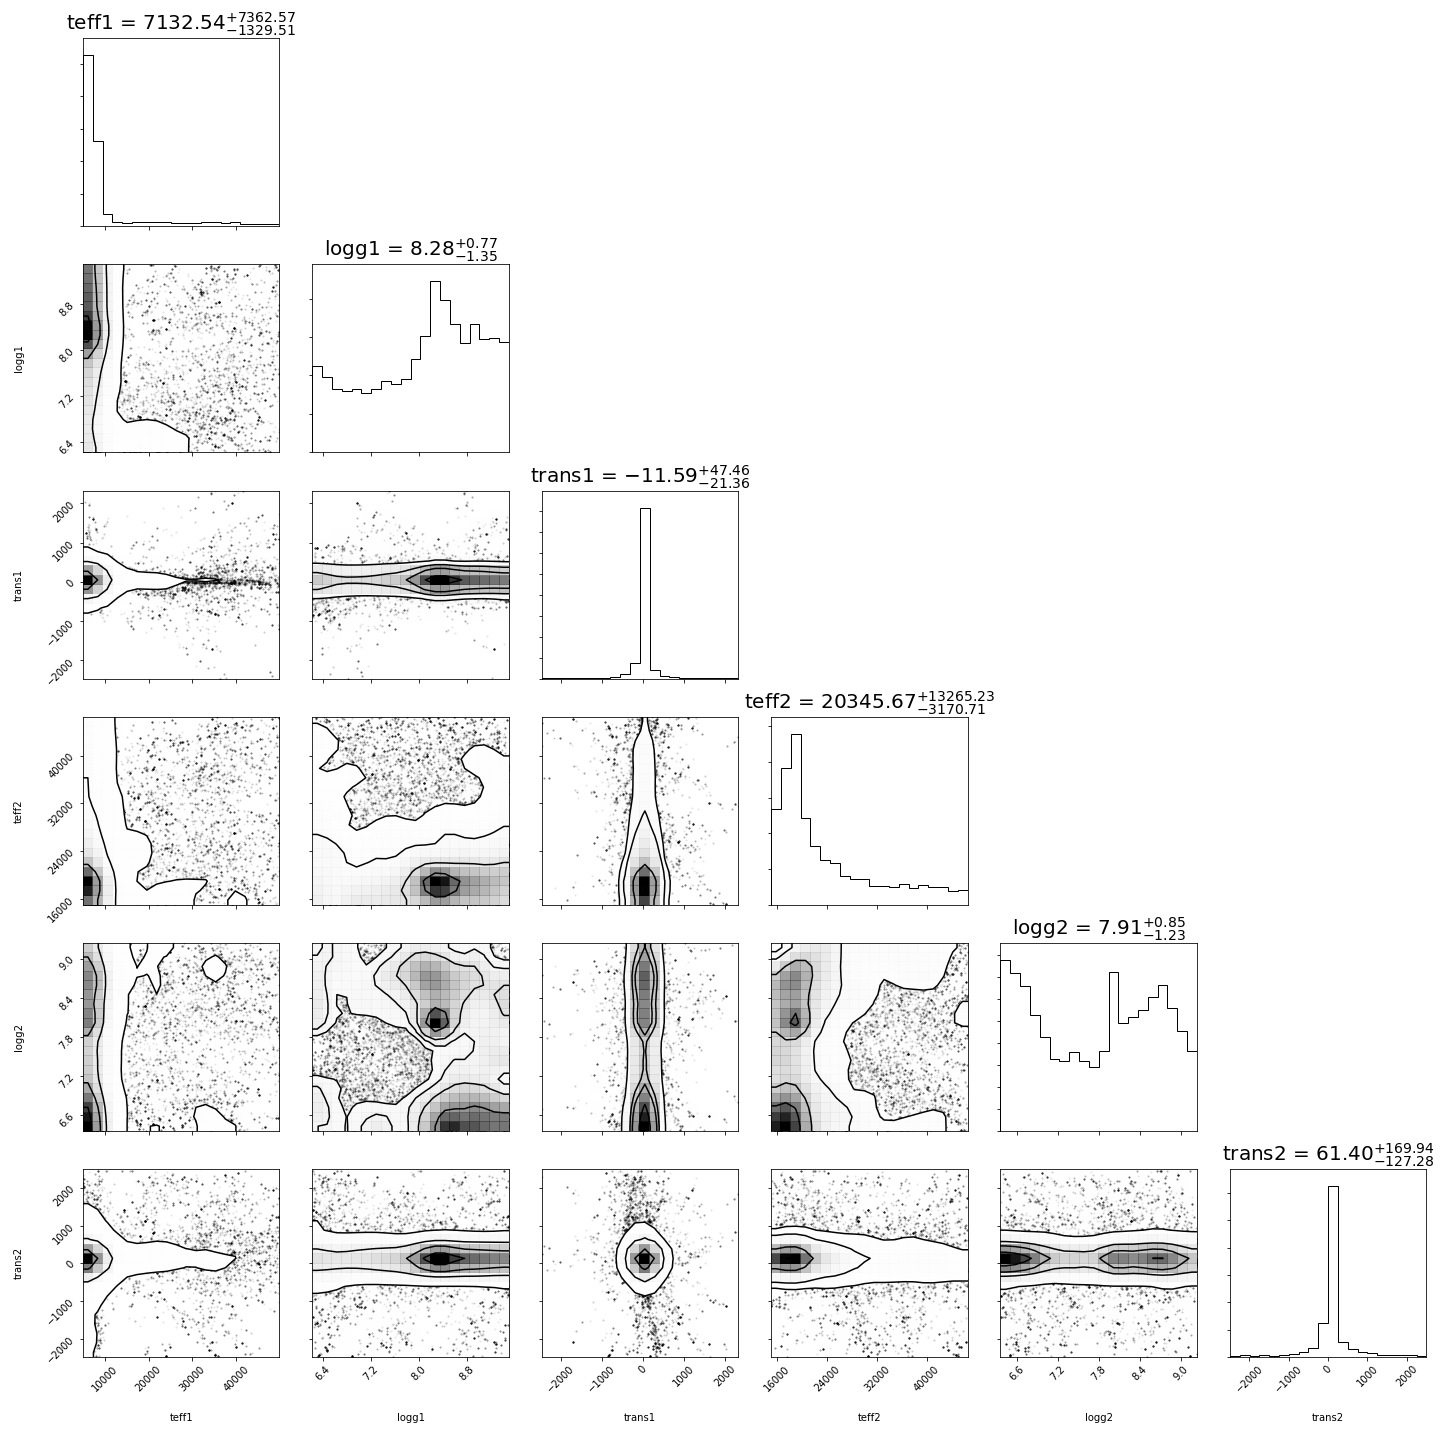 teff1 = 7132.54+7362.57−1329.51
logg1 = 8.28+0.77−1.35
8.8
8.0
7.2
6.4
logg1
trans1 = −11.59+47.46−21.36
2000
1000
0
−1000
−2000
trans1
teff2 = 20345.67+13265.23−3170.71
40000
32000
24000
16000
teff2
logg2 = 7.91+0.85−1.23
9.0
8.4
7.8
7.2
6.6
logg2
trans2 = 61.40+169.94−127.28
2000
1000
0
−1000
−2000
trans2
10000 20000 30000 40000
6.4 7.2 8.0 8.8
−2000 −1000 0 1000 2000
16000 24000 32000 40000
6.6 7.2 7.8 8.4 9.0
−2000 −1000 0 1000 2000
teff1 logg1 trans1 teff2 logg2 trans2